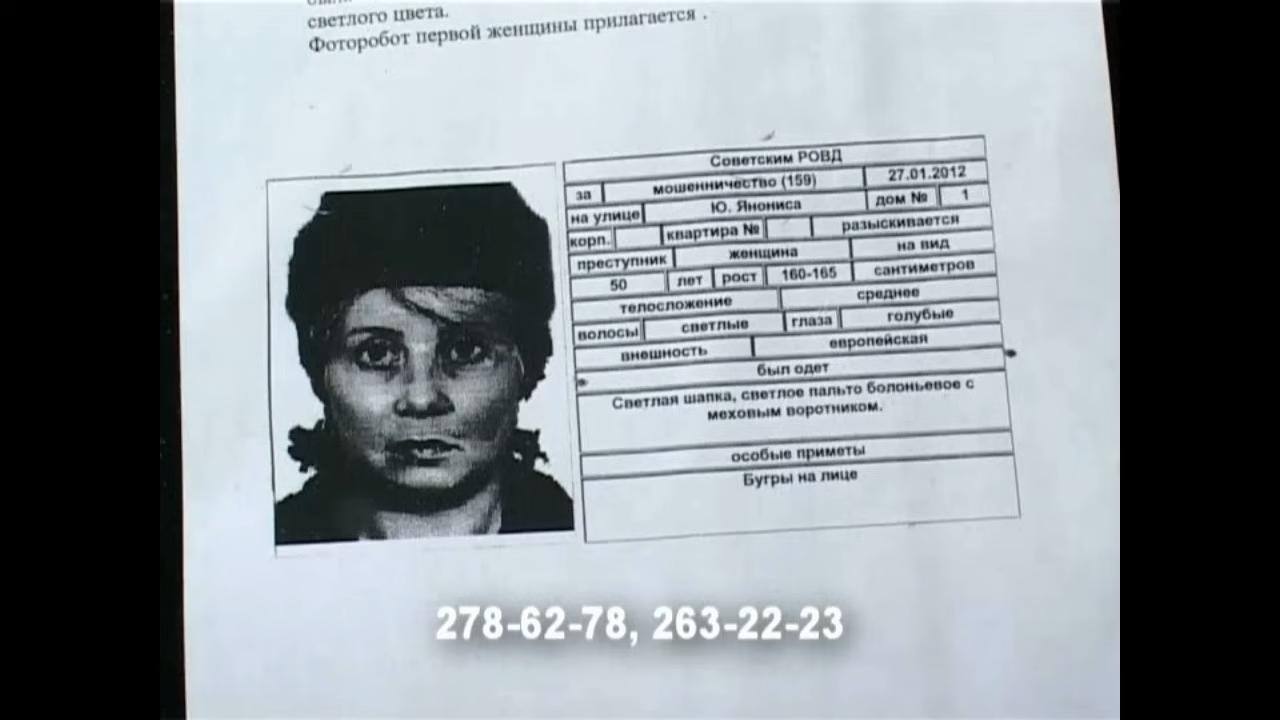 светлого цвета.
Фоторобот первой женщины прилагается .
Советским РОВД
за мошенничество (159) 27.01.2012
на улице Ю. Янониса дом № 1
корп. квартира № разыскивается
преступник женщина на вид
50 лет рост 160-165 сантиметров
телосложение среднее
волосы светлые глаза голубые
внешность европейская
был одет
Светлая шапка, светлое пальто болоньевое с
меховым воротником.
особые приметы
Бугры на лице
278-62-78, 263-22-23